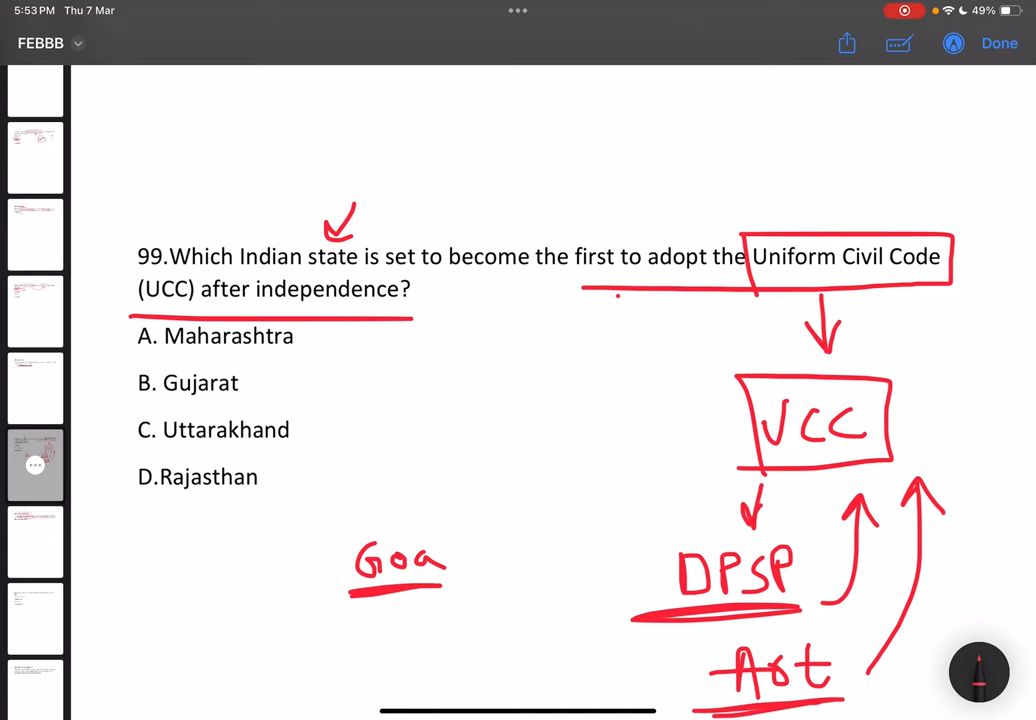 5:53 PM Thu 7 Mar
49%
FEBBB
Done
99.Which Indian state is set to become the first to adopt the Uniform Civil Code
(UCC) after independence?
A. Maharashtra
B. Gujarat
C. Uttarakhand
D.Rajasthan
UCC
Goa
DPSP
Art